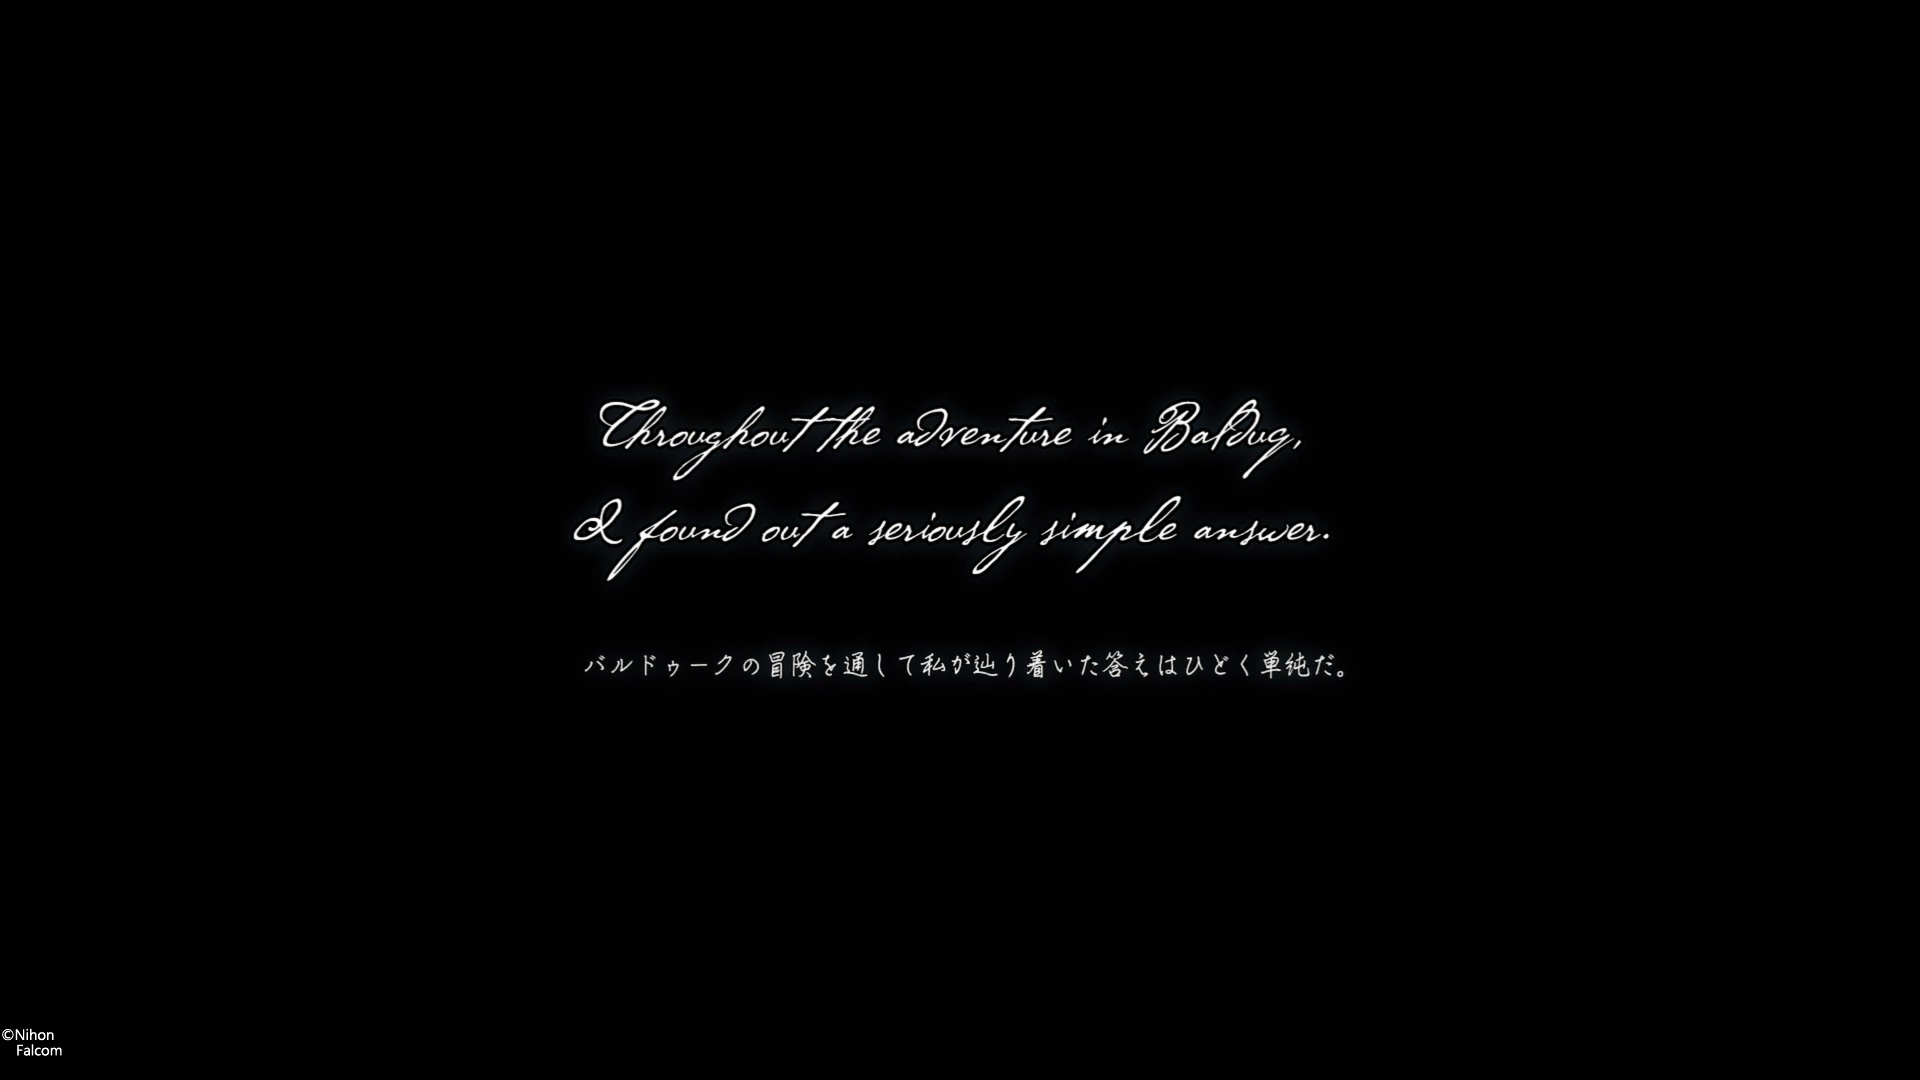 Throughout the adventure in Balduq,
I found out a seriously simple answer.
バルドゥークの冒険を通して私が辿り着いた答えはひどく単純だ。
©Nihon
Falcom